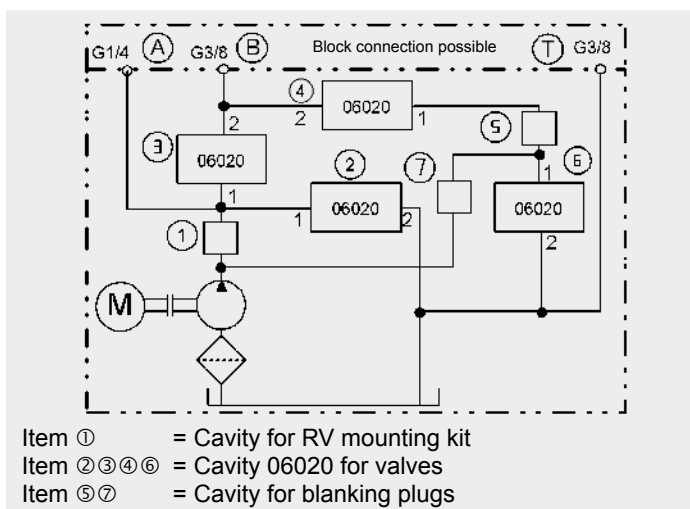 G1/4 Ⓐ G3/8 Ⓑ Block connection possible Ⓣ G3/8
④
2 06020 1
⑤
2
③ 06020
②
⑦
1 ⑥
1
1 06020 2
06020
①
2
M
Item ① = Cavity for RV mounting kit
Item ②③④⑥ = Cavity 06020 for valves
Item ⑤⑦ = Cavity for blanking plugs